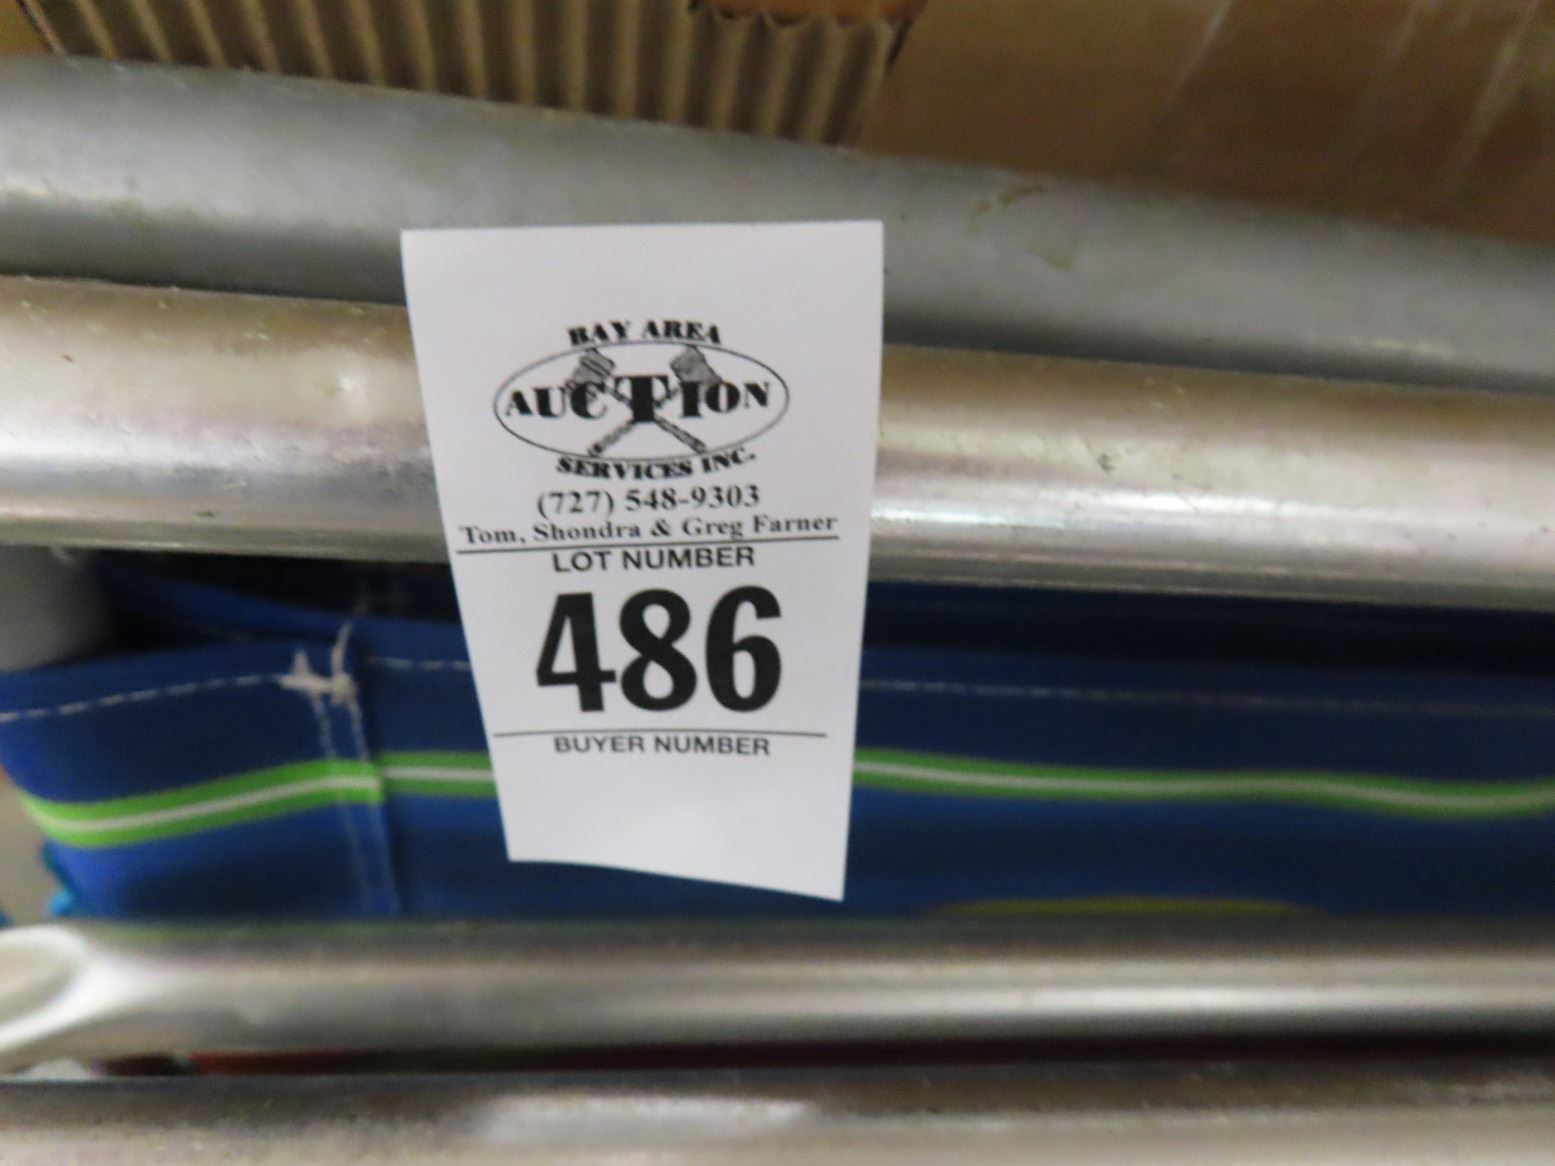 BAY AREA
AUCTION
SERVICES INC.
(727) 548-9303
Tom, Shondra & Greg Farner
LOT NUMBER
486
BUYER NUMBER